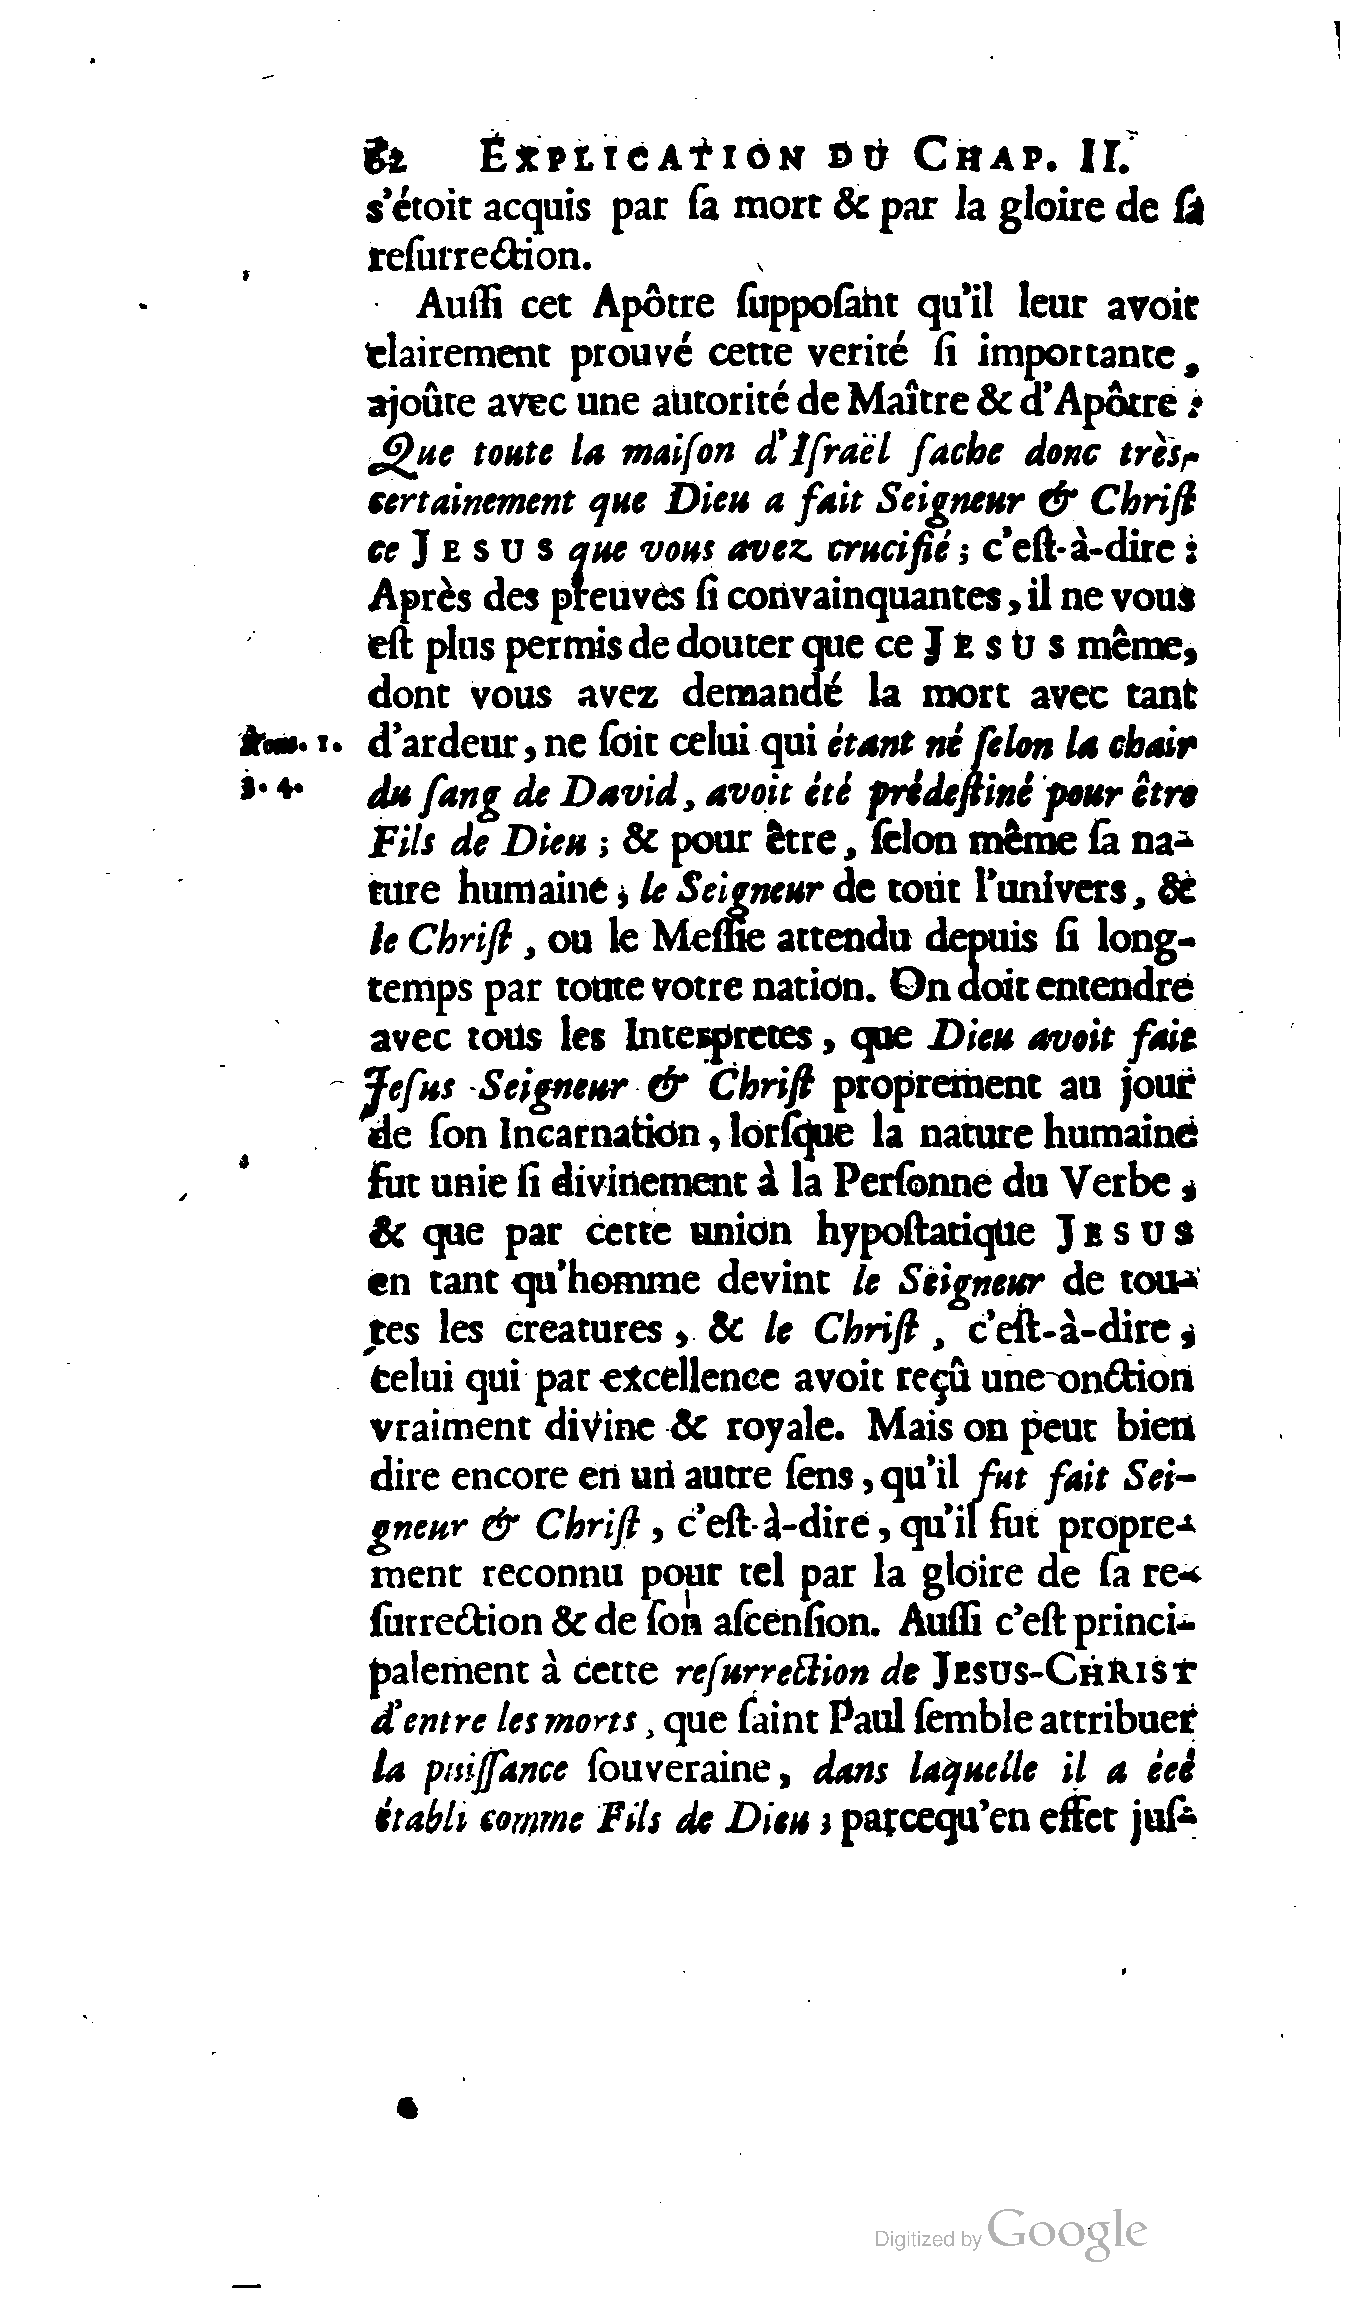 62 EXPLICATION DU CHAP. II.
s'étoit acquis par ſa mort & par la gloire de ſa
reſurrection.
Auſſi cet Apôtre ſuppoſant qu'il leur avoit
clairement prouvé cette verité ſi importante,
ajoûte avec une autorité de Maître & d'Apôtre :
Que toute la maiſon d'Iſraël ſache donc très-
certainement que Dieu a fait Seigneur & Chriſt
ce JESUS que vous avez crucifié ; c'eſt-à-dire :
Après des preuves ſi convainquantes, il ne vous
eſt plus permis de douter que ce JESUS même,
dont vous avez demandé la mort avec tant
Rom. 1. d'ardeur, ne ſoit celui qui étant né ſelon la chair
3. 4. du ſang de David, avoit été prédeſtiné pour être
Fils de Dieu ; & pour être, ſelon même ſa na-
ture humaine, le Seigneur de tout l'univers, &
le Chriſt, ou le Meſſie attendu depuis ſi long-
temps par toute votre nation. On doit entendre
avec tous les Interpretes, que Dieu avoit fait
Jeſus Seigneur & Chriſt proprement au jour
de ſon Incarnation, lorſque la nature humaine
fut unie ſi divinement à la Perſonne du Verbe,
& que par cette union hypoſtatique JESUS
en tant qu'homme devint le Seigneur de tou-
tes les creatures, & le Chriſt, c'eſt-à-dire,
celui qui par excellence avoit reçû une onction
vraiment divine & royale. Mais on peut bien
dire encore en un autre ſens, qu'il fut fait Sei-
gneur & Chriſt, c'eſt-à-dire, qu'il fut propre-
ment reconnu pour tel par la gloire de ſa re-
ſurrection & de ſon aſcenſion. Auſſi c'eſt princi-
palement à cette reſurrection de JESUS-CHRIST
d'entre les morts, que ſaint Paul ſemble attribuer
la puiſſance ſouveraine, dans laquelle il a été
établi comme Fils de Dieu ; parcequ'en effet juſ-
Digitized by Google